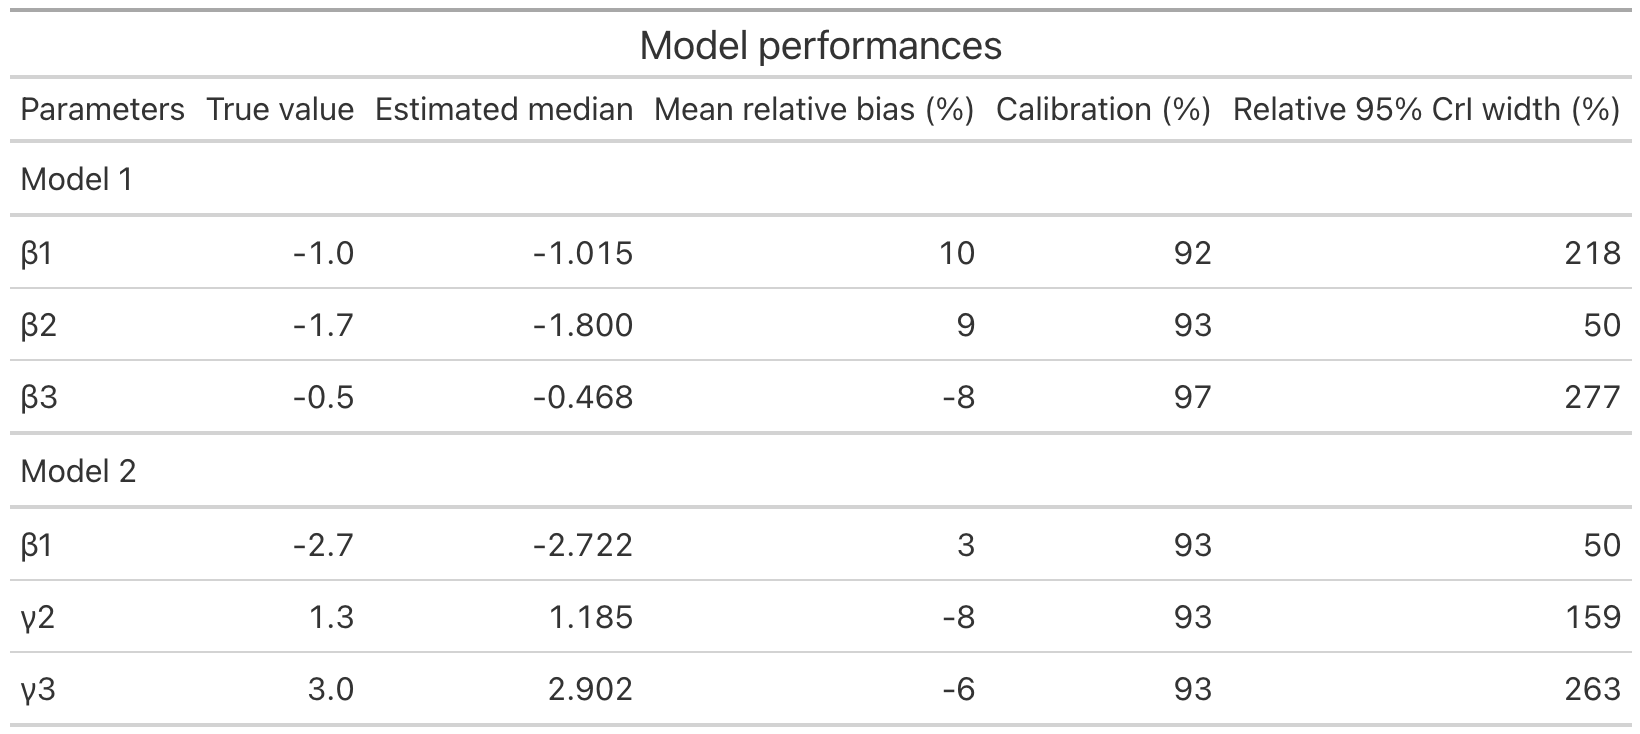 Model performances
Parameters True value Estimated median Mean relative bias (%) Calibration (%) Relative 95% CrI width (%)
Model 1
β1 -1.0 -1.015 10 92 218
β2 -1.7 -1.800 9 93 50
β3 -0.5 -0.468 -8 97 277
Model 2
β1 -2.7 -2.722 3 93 50
γ2 1.3 1.185 -8 93 159
γ3 3.0 2.902 -6 93 263